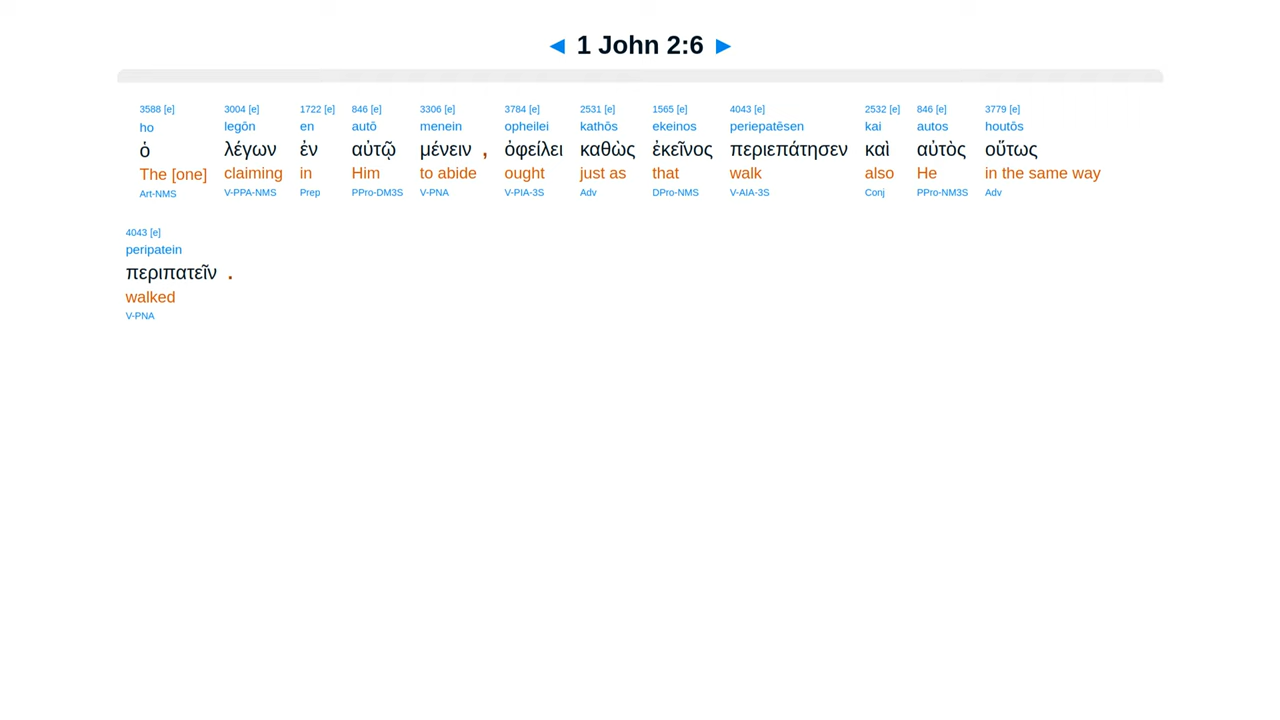 ◄ 1 John 2:6 ►
3588 [e] 3004 [e] 1722 [e] 846 [e] 3306 [e] 3784 [e] 2531 [e] 1565 [e] 4043 [e] 2532 [e] 846 [e] 3779 [e]
ho legōn en autō menein opheilei kathōs ekeinos periepatēsen kai autos houtōs
ὁ λέγων ἐν αὐτῷ μένειν , ὀφείλει καθὼς ἐκεῖνος περιεπάτησεν καὶ αὐτὸς οὕτως
The [one] claiming in Him to abide ought just as that walk also He in the same way
Art-NMS V-PPA-NMS Prep PPro-DM3S V-PNA V-PIA-3S Adv DPro-NMS V-AIA-3S Conj PPro-NM3S Adv
4043 [e]
peripatein
περιπατεῖν .
walked
V-PNA